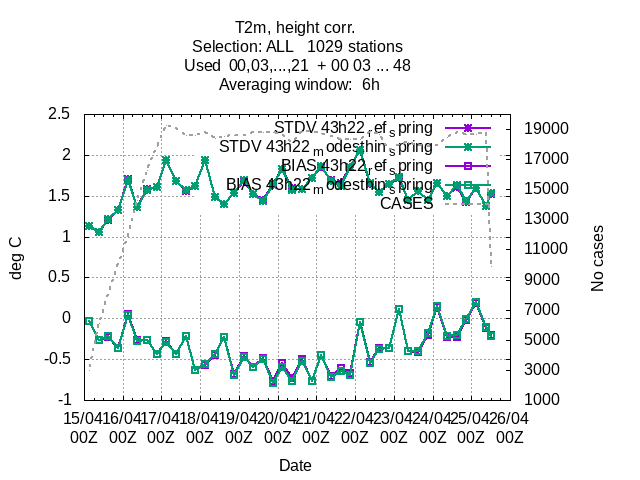 T2m, height corr.
Selection: ALL   1029 stations
Used  00,03,...,21  + 00 03 ... 48
Averaging window:  6h
STDV 43h22_ref_spring
STDV 43h22_modesthin_spring
BIAS 43h22_ref_spring
BIAS 43h22_modesthin_spring
CASES
2.5
2
1.5
1
0.5
0
-0.5
-1
deg C
19000
17000
15000
13000
11000
9000
7000
5000
3000
1000
No cases
15/04 16/04 17/04 18/04 19/04 20/04 21/04 22/04 23/04 24/04 25/04 26/04
00Z 00Z 00Z 00Z 00Z 00Z 00Z 00Z 00Z 00Z 00Z 00Z
Date